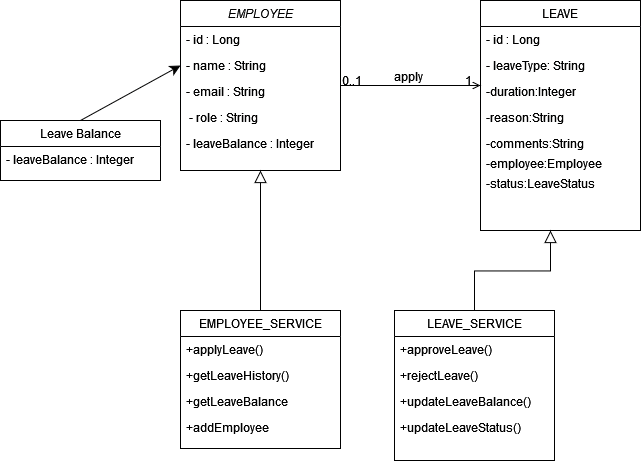 EMPLOYEE
- id : Long
- name : String
- email : String
- role : String
- leaveBalance : Integer
LEAVE
- id : Long
- leaveType: String
-duration:Integer
-reason:String
-comments:String
-employee:Employee
-status:LeaveStatus
0..1
apply
1
Leave Balance
- leaveBalance : Integer
EMPLOYEE_SERVICE
+applyLeave()
+getLeaveHistory()
+getLeaveBalance
+addEmployee
LEAVE_SERVICE
+approveLeave()
+rejectLeave()
+updateLeaveBalance()
+updateLeaveStatus()